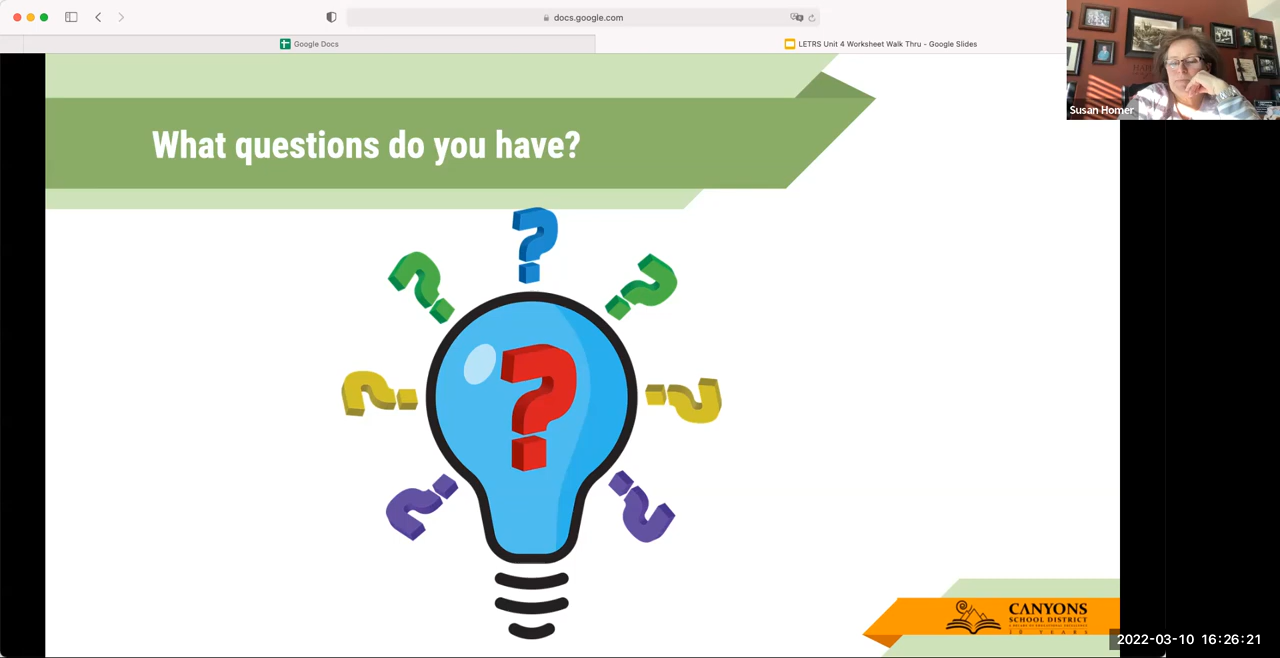 docs.google.com
Google Docs
LETRS Unit 4 Worksheet Walk Thru - Google Slides
Susan Homer
What questions do you have?
CANYONS
SCHOOL DISTRICT
2022-03-10 16:26:21